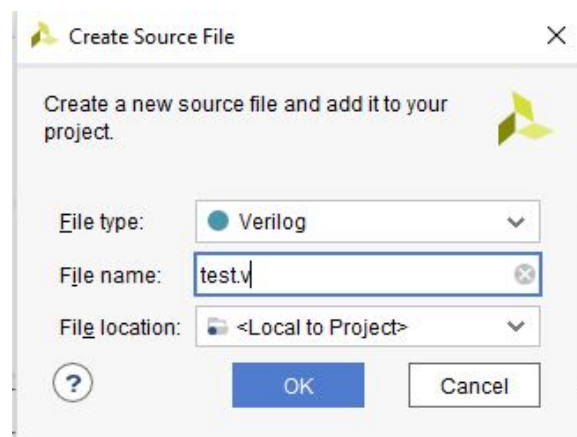 Create Source File
Create a new source file and add it to your
project.
File type: Verilog
File name: test.v
File location: <Local to Project>
? OK Cancel